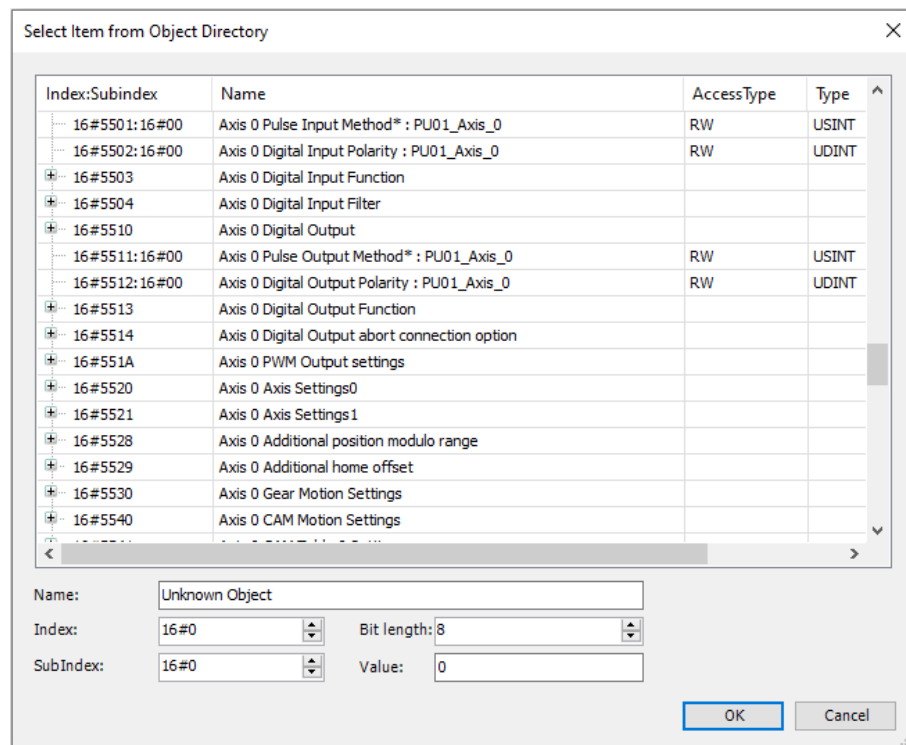 Select Item from Object Directory
Index:Subindex Name AccessType Type
16#5501:16#00 Axis 0 Pulse Input Method* : PU01_Axis_0 RW USINT
16#5502:16#00 Axis 0 Digital Input Polarity : PU01_Axis_0 RW UDINT
16#5503 Axis 0 Digital Input Function
16#5504 Axis 0 Digital Input Filter
16#5510 Axis 0 Digital Output
16#5511:16#00 Axis 0 Pulse Output Method* : PU01_Axis_0 RW USINT
16#5512:16#00 Axis 0 Digital Output Polarity : PU01_Axis_0 RW UDINT
16#5513 Axis 0 Digital Output Function
16#5514 Axis 0 Digital Output abort connection option
16#551A Axis 0 PWM Output settings
16#5520 Axis 0 Axis Settings0
16#5521 Axis 0 Axis Settings1
16#5528 Axis 0 Additional position modulo range
16#5529 Axis 0 Additional home offset
16#5530 Axis 0 Gear Motion Settings
16#5540 Axis 0 CAM Motion Settings
Name: Unknown Object
Index: 16#0 Bit length: 8
SubIndex: 16#0 Value: 0
OK Cancel